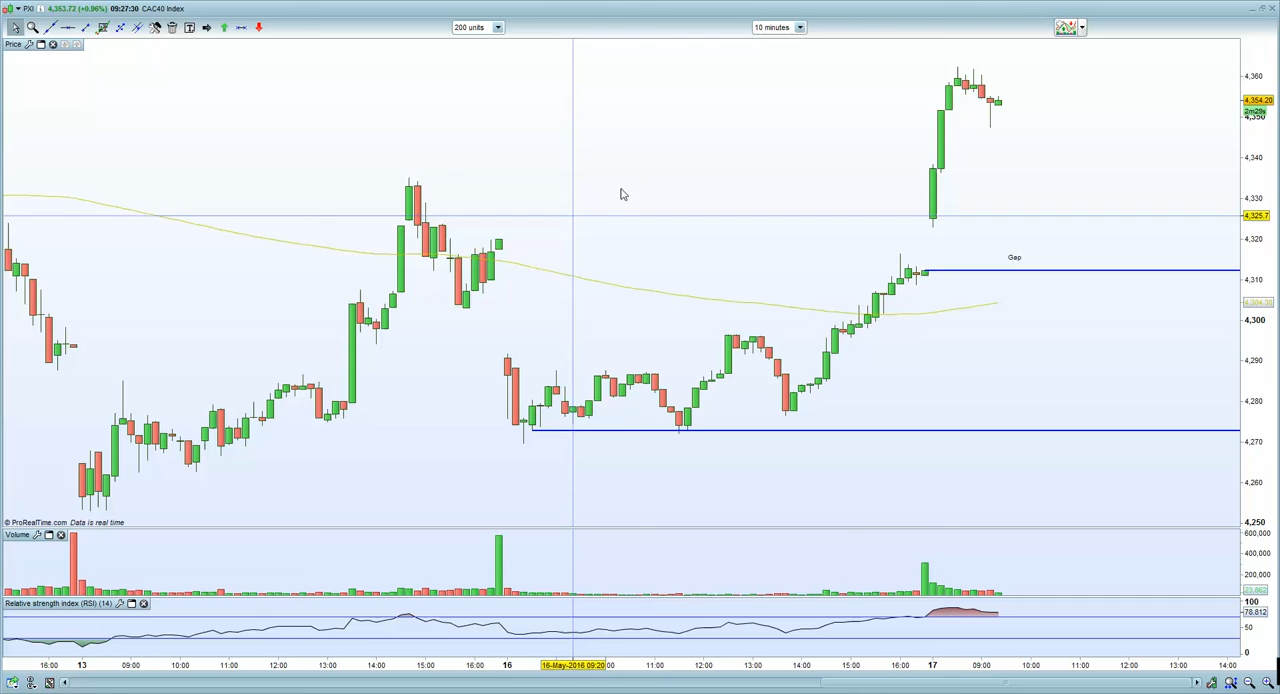 PXI 4,353.72 (+0.96%) 09:27:30 CAC40 Index
200 units
10 minutes
Price
4,360
4,354.20
2m29s
4,350
4,340
4,330
4,325.7
4,320
Gap
4,310
4,300
4,290
4,280
4,270
4,260
4,250
© ProRealTime.com Data is real time
Volume
600,000
400,000
200,000
23,862
Relative strength index (RSI) (14)
100
78.812
50
0
16:00 13 09:00 10:00 11:00 12:00 13:00 14:00 15:00 16:00 16 16-May-2016 09:20 :00 11:00 12:00 13:00 14:00 15:00 16:00 17 09:00 10:00 11:00 12:00 13:00 14:00